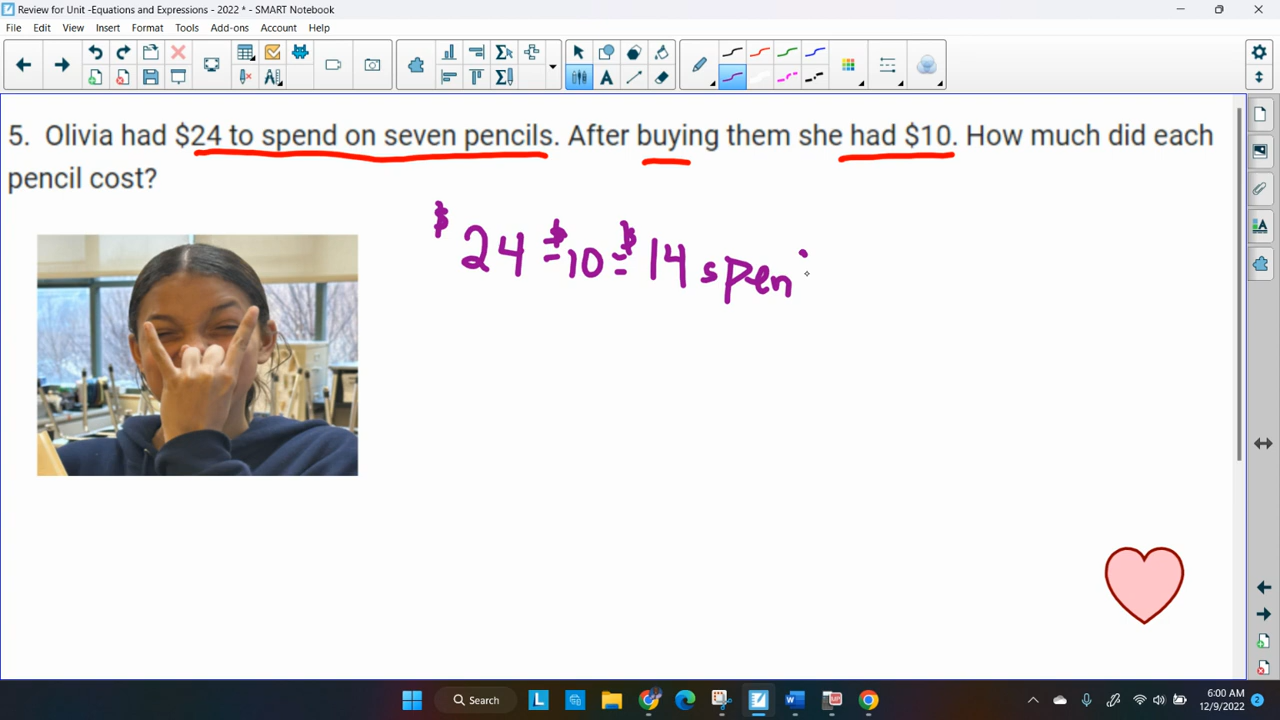 Review for Unit -Equations and Expressions - 2022 * - SMART Notebook
File Edit View Insert Format Tools Add-ons Account Help
5. Olivia had $24 to spend on seven pencils. After buying them she had $10. How much did each
pencil cost?
$24 - $10 = $14 spen
Search
6:00 AM
12/9/2022
2